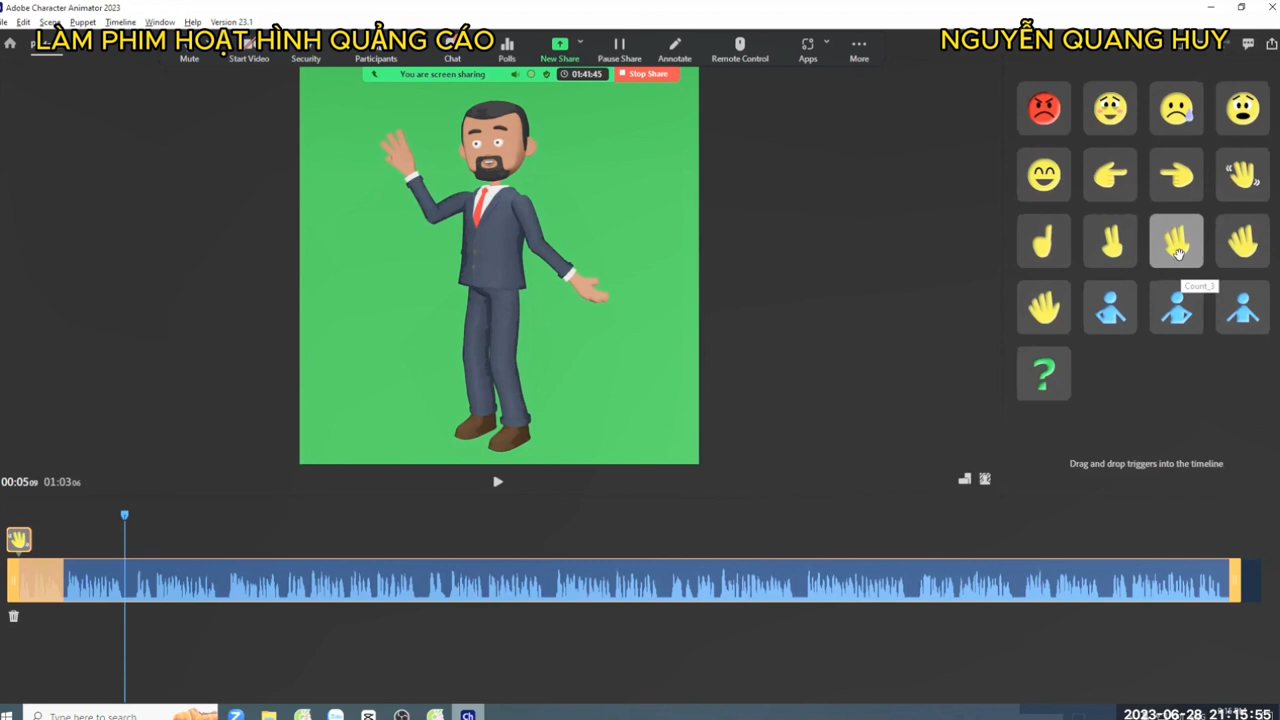 Adobe Character Animator 2023
File Edit Scene Puppet Timeline Window Help Version 23.1
LÀM PHIM HOẠT HÌNH QUẢNG CÁO
NGUYỄN QUANG HUY
Mute Start Video Security Participants Chat Polls New Share Pause Share Annotate Remote Control Apps More
You are screen sharing 01:41:45 Stop Share
Count_3
?
Drag and drop triggers into the timeline
00:05 09 01:03 06
Type here to search
Ch
2023-06-28 21:15:55